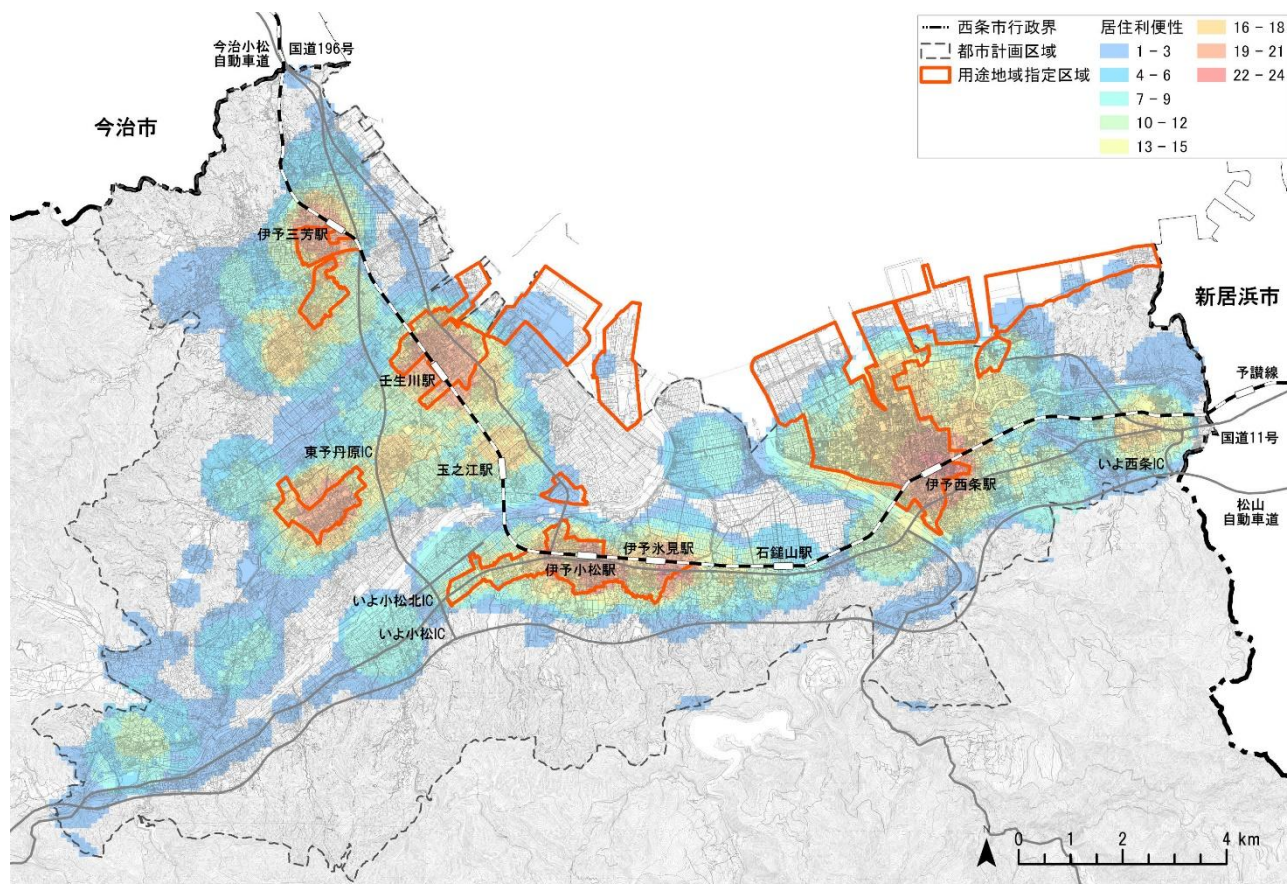 西条市行政界
都市計画区域
用途地域指定区域
居住利便性
1 - 3
4 - 6
7 - 9
10 - 12
13 - 15
16 - 18
19 - 21
22 - 24
今治小松
自動車道
国道196号
今治市
伊予三芳駅
壬生川駅
東予丹原IC
玉之江駅
新居浜市
予讃線
国道11号
いよ西条IC
伊予西条駅
松山
自動車道
石鎚山駅
伊予氷見駅
伊予小松駅
いよ小松北IC
いよ小松IC
N
0 1 2 4 km